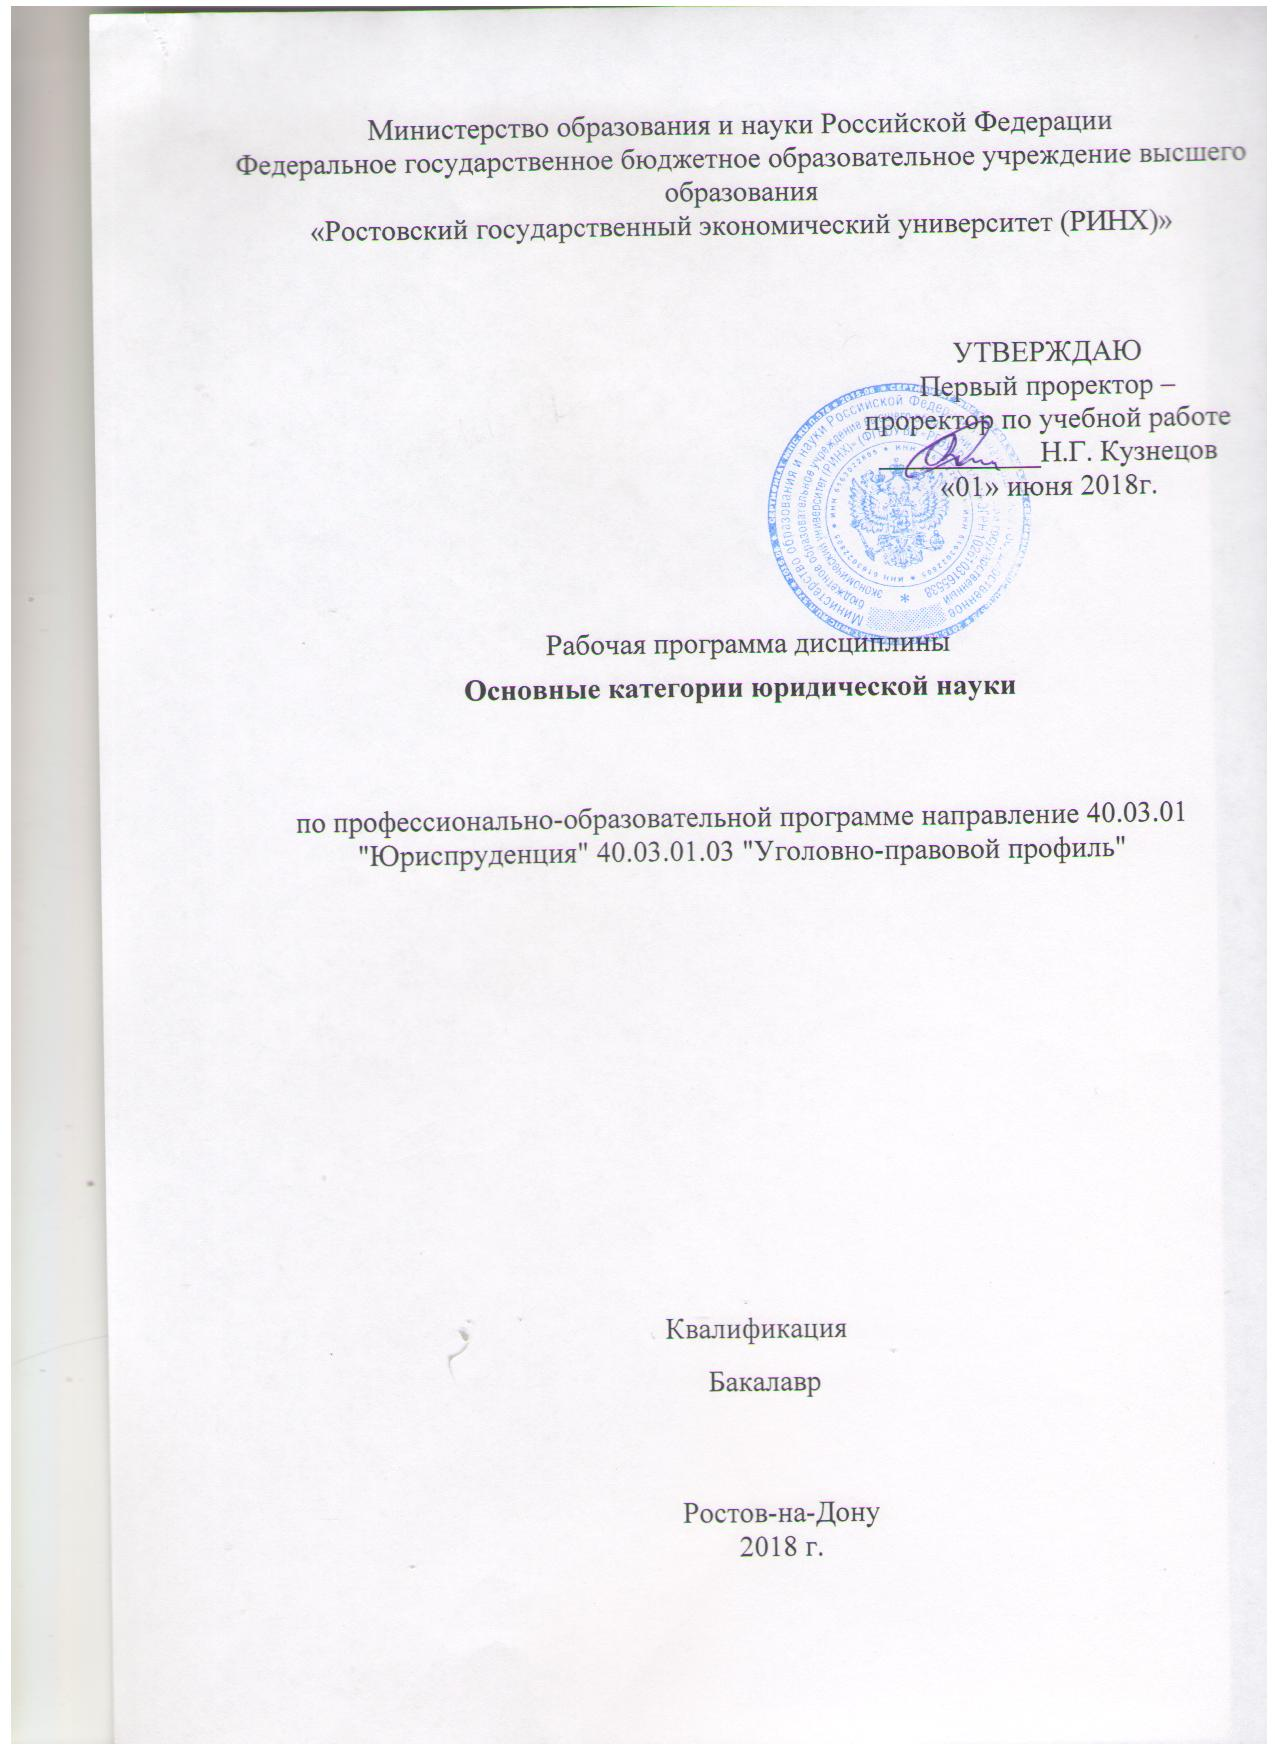 Министерство образования и науки Российской Федерации
Федеральное государственное бюджетное образовательное учреждение высшего
образования
«Ростовский государственный экономический университет (РИНХ)»
УТВЕРЖДАЮ
Первый проректор –
проректор по учебной работе
Н.Г. Кузнецов
«01» июня 2018г.
Рабочая программа дисциплины
Основные категории юридической науки
по профессионально-образовательной программе направление 40.03.01
"Юриспруденция" 40.03.01.03 "Уголовно-правовой профиль"
Квалификация
Бакалавр
Ростов-на-Дону
2018 г.